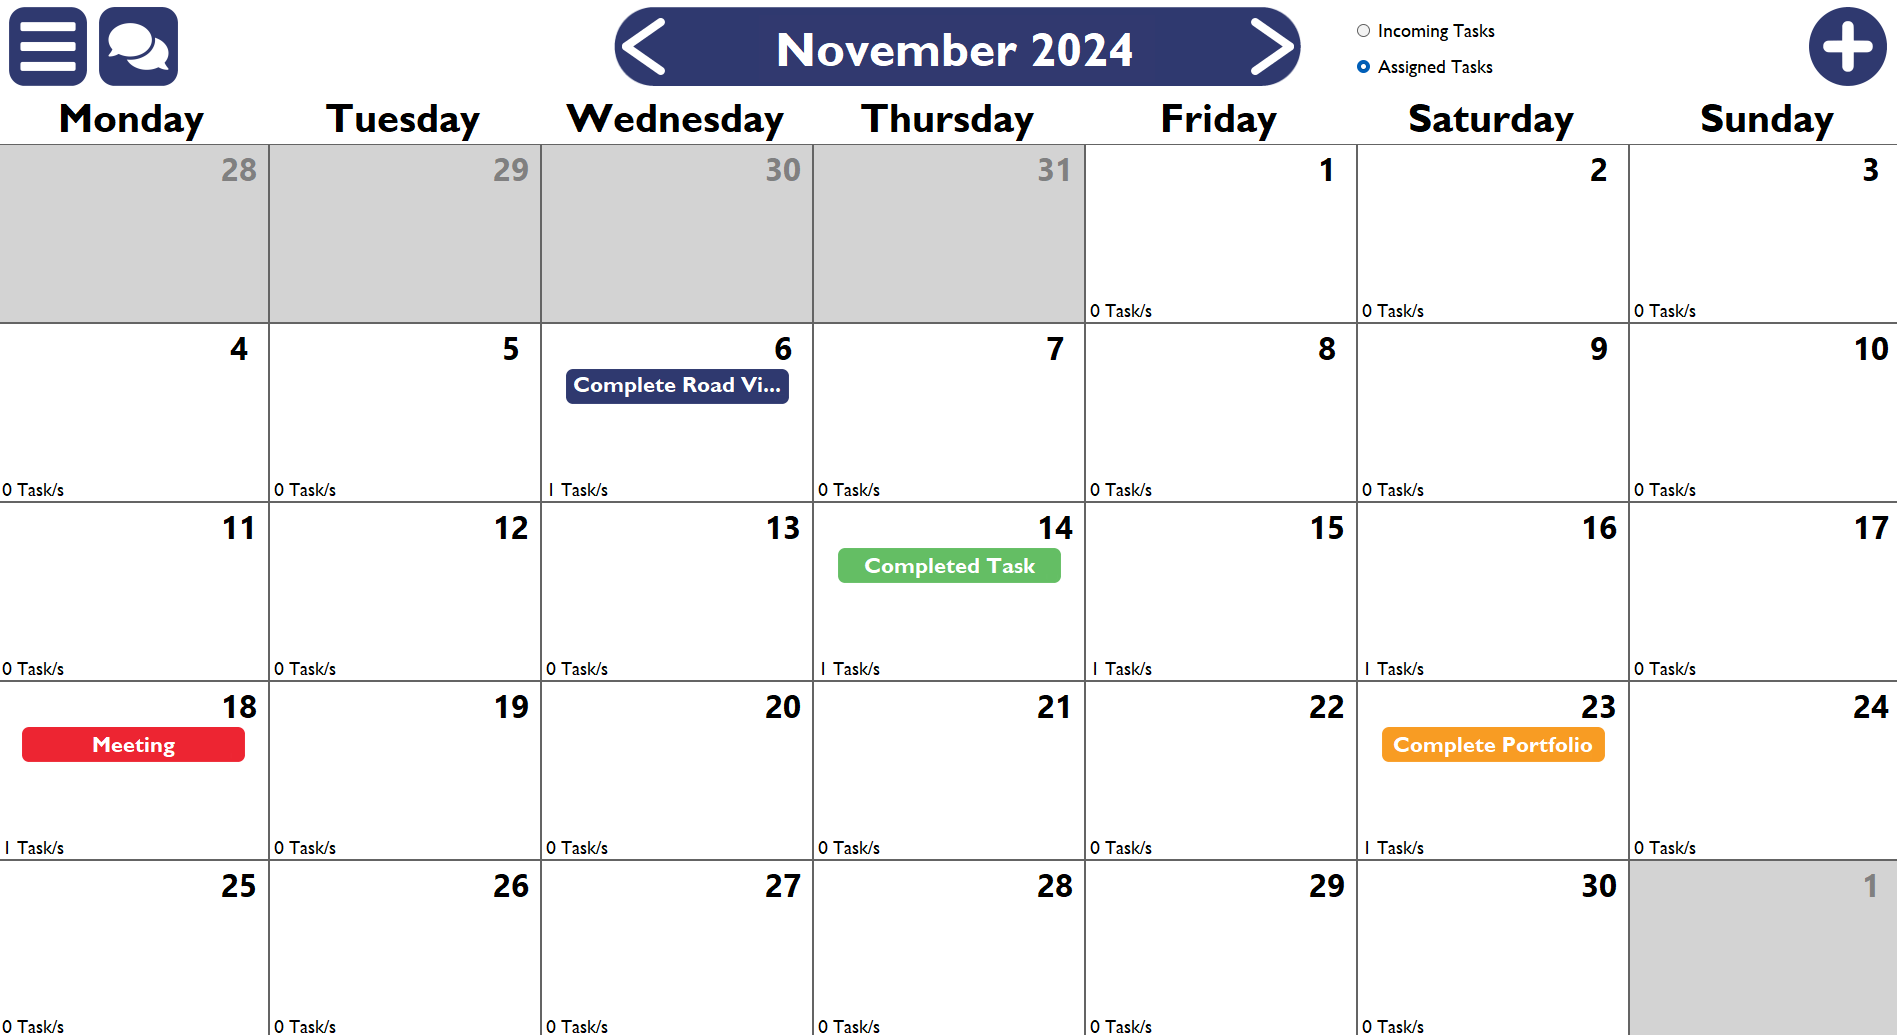 November 2024
Incoming Tasks
Assigned Tasks
Monday Tuesday Wednesday Thursday Friday Saturday Sunday
28 29 30 31 1 2 3
0 Task/s 0 Task/s 0 Task/s
4 5 6 7 8 9 10
Complete Road Vi...
0 Task/s 0 Task/s 1 Task/s 0 Task/s 0 Task/s 0 Task/s 0 Task/s
11 12 13 14 15 16 17
Completed Task
0 Task/s 0 Task/s 0 Task/s 1 Task/s 1 Task/s 1 Task/s 0 Task/s
18 19 20 21 22 23 24
Meeting Complete Portfolio
1 Task/s 0 Task/s 0 Task/s 0 Task/s 0 Task/s 1 Task/s 0 Task/s
25 26 27 28 29 30 1
0 Task/s 0 Task/s 0 Task/s 0 Task/s 0 Task/s 0 Task/s